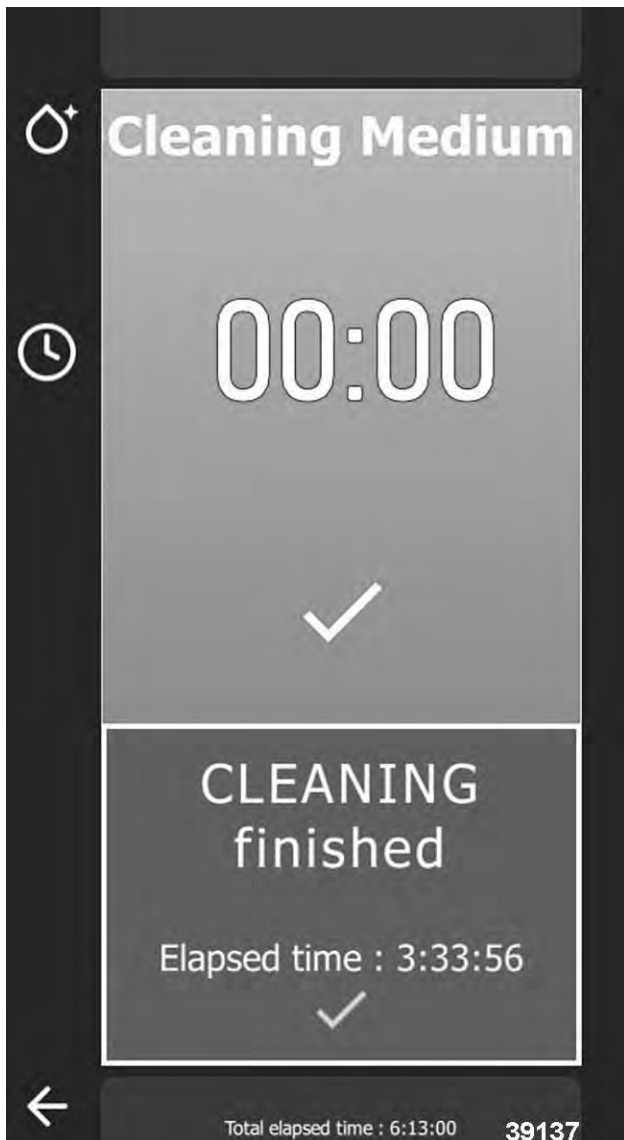 Cleaning Medium
00:00
CLEANING
finished
Elapsed time : 3:33:56
Total elapsed time : 6:13:00
39137